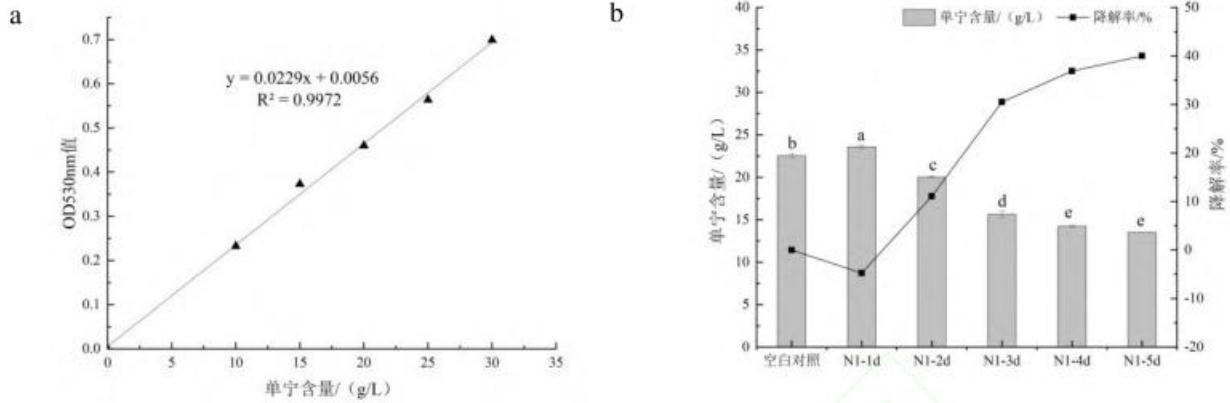 a
0.7
0.6
0.5
0.4
0.3
0.2
0.1
0.0
OD530nm值
y = 0.0229x + 0.0056
R² = 0.9972
0
5
10
15
20
25
30
35
单宁含量/（g/L）
b
40
35
30
25
20
15
10
5
0
单宁含量/（g/L）
单宁含量/（g/L）
降解率/%
b
a
c
d
e
e
50
40
30
20
10
0
-10
-20
降解率/%
空白对照
N1-1d
N1-2d
N1-3d
N1-4d
N1-5d